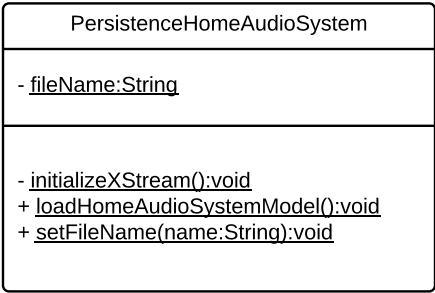 PersistenceHomeAudioSystem
- fileName:String
- initializeXStream():void
+ loadHomeAudioSystemModel():void
+ setFileName(name:String):void